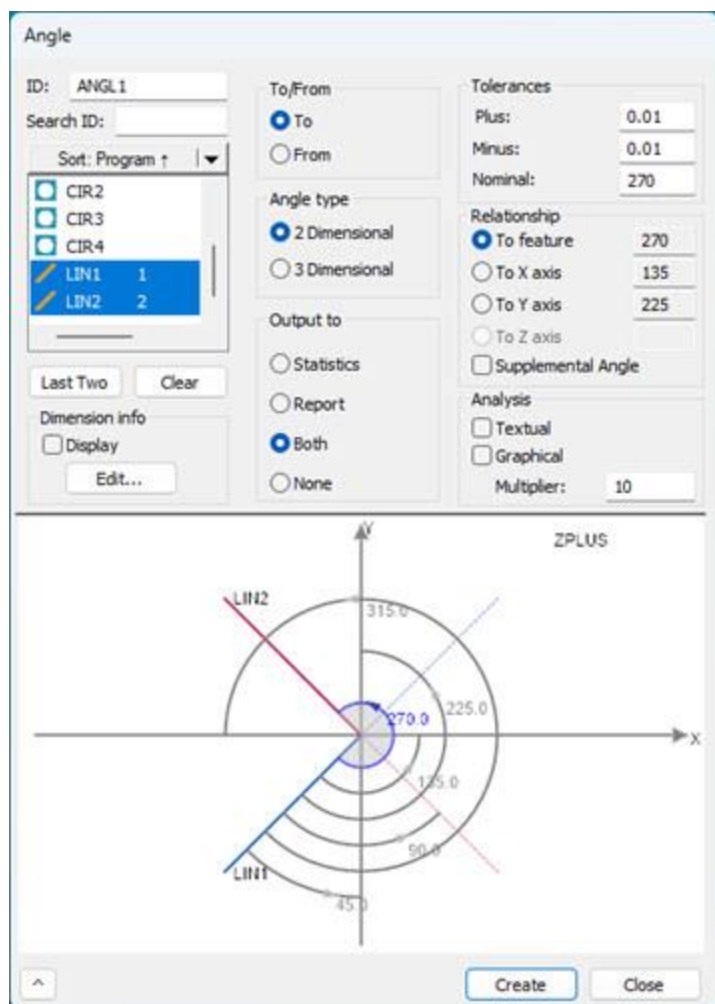 Angle
ID: ANGL1
Search ID:
Sort: Program ↑
CIR2
CIR3
CIR4
LIN1 1
LIN2 2
Last Two Clear
Dimension info
Display
Edit...
To/From
To
From
Angle type
2 Dimensional
3 Dimensional
Output to
Statistics
Report
Both
None
Tolerances
Plus: 0.01
Minus: 0.01
Nominal: 270
Relationship
To feature 270
To X axis 135
To Y axis 225
To Z axis
Supplemental Angle
Analysis
Textual
Graphical
Multiplier: 10
Y ZPLUS
LIN2
315.0
270.0 225.0
X
135.0
90.0
LIN1
45.0
Create Close